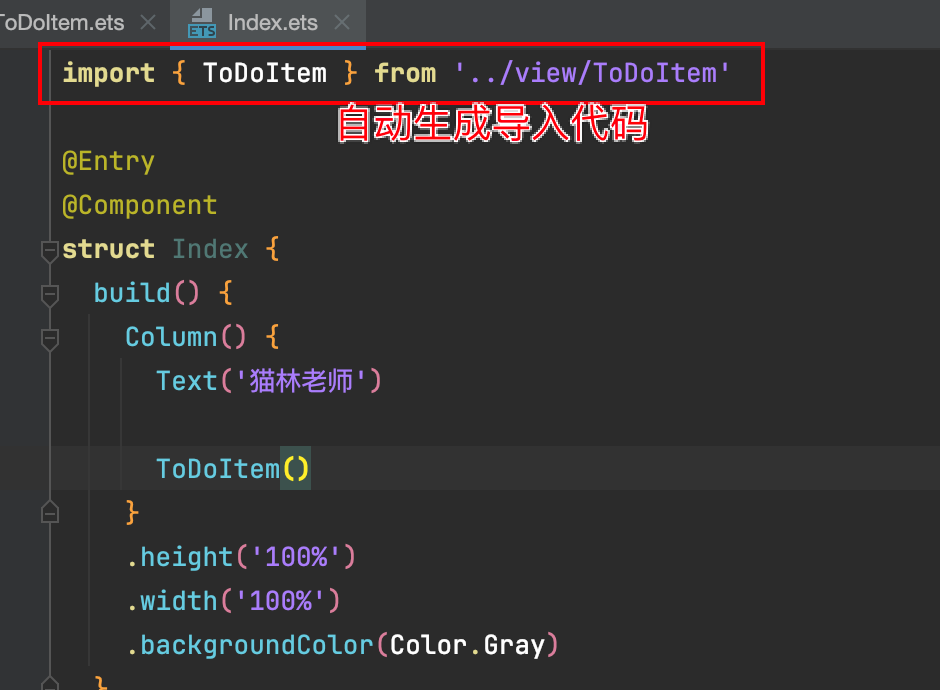 ToDoItem.ets
ETS Index.ets
import { ToDoItem } from '../view/ToDoItem'
自动生成导入代码
@Entry
@Component
struct Index {
build() {
Column() {
Text('猫林老师')
ToDoItem()
}
.height('100%')
.width('100%')
.backgroundColor(Color.Gray)
}